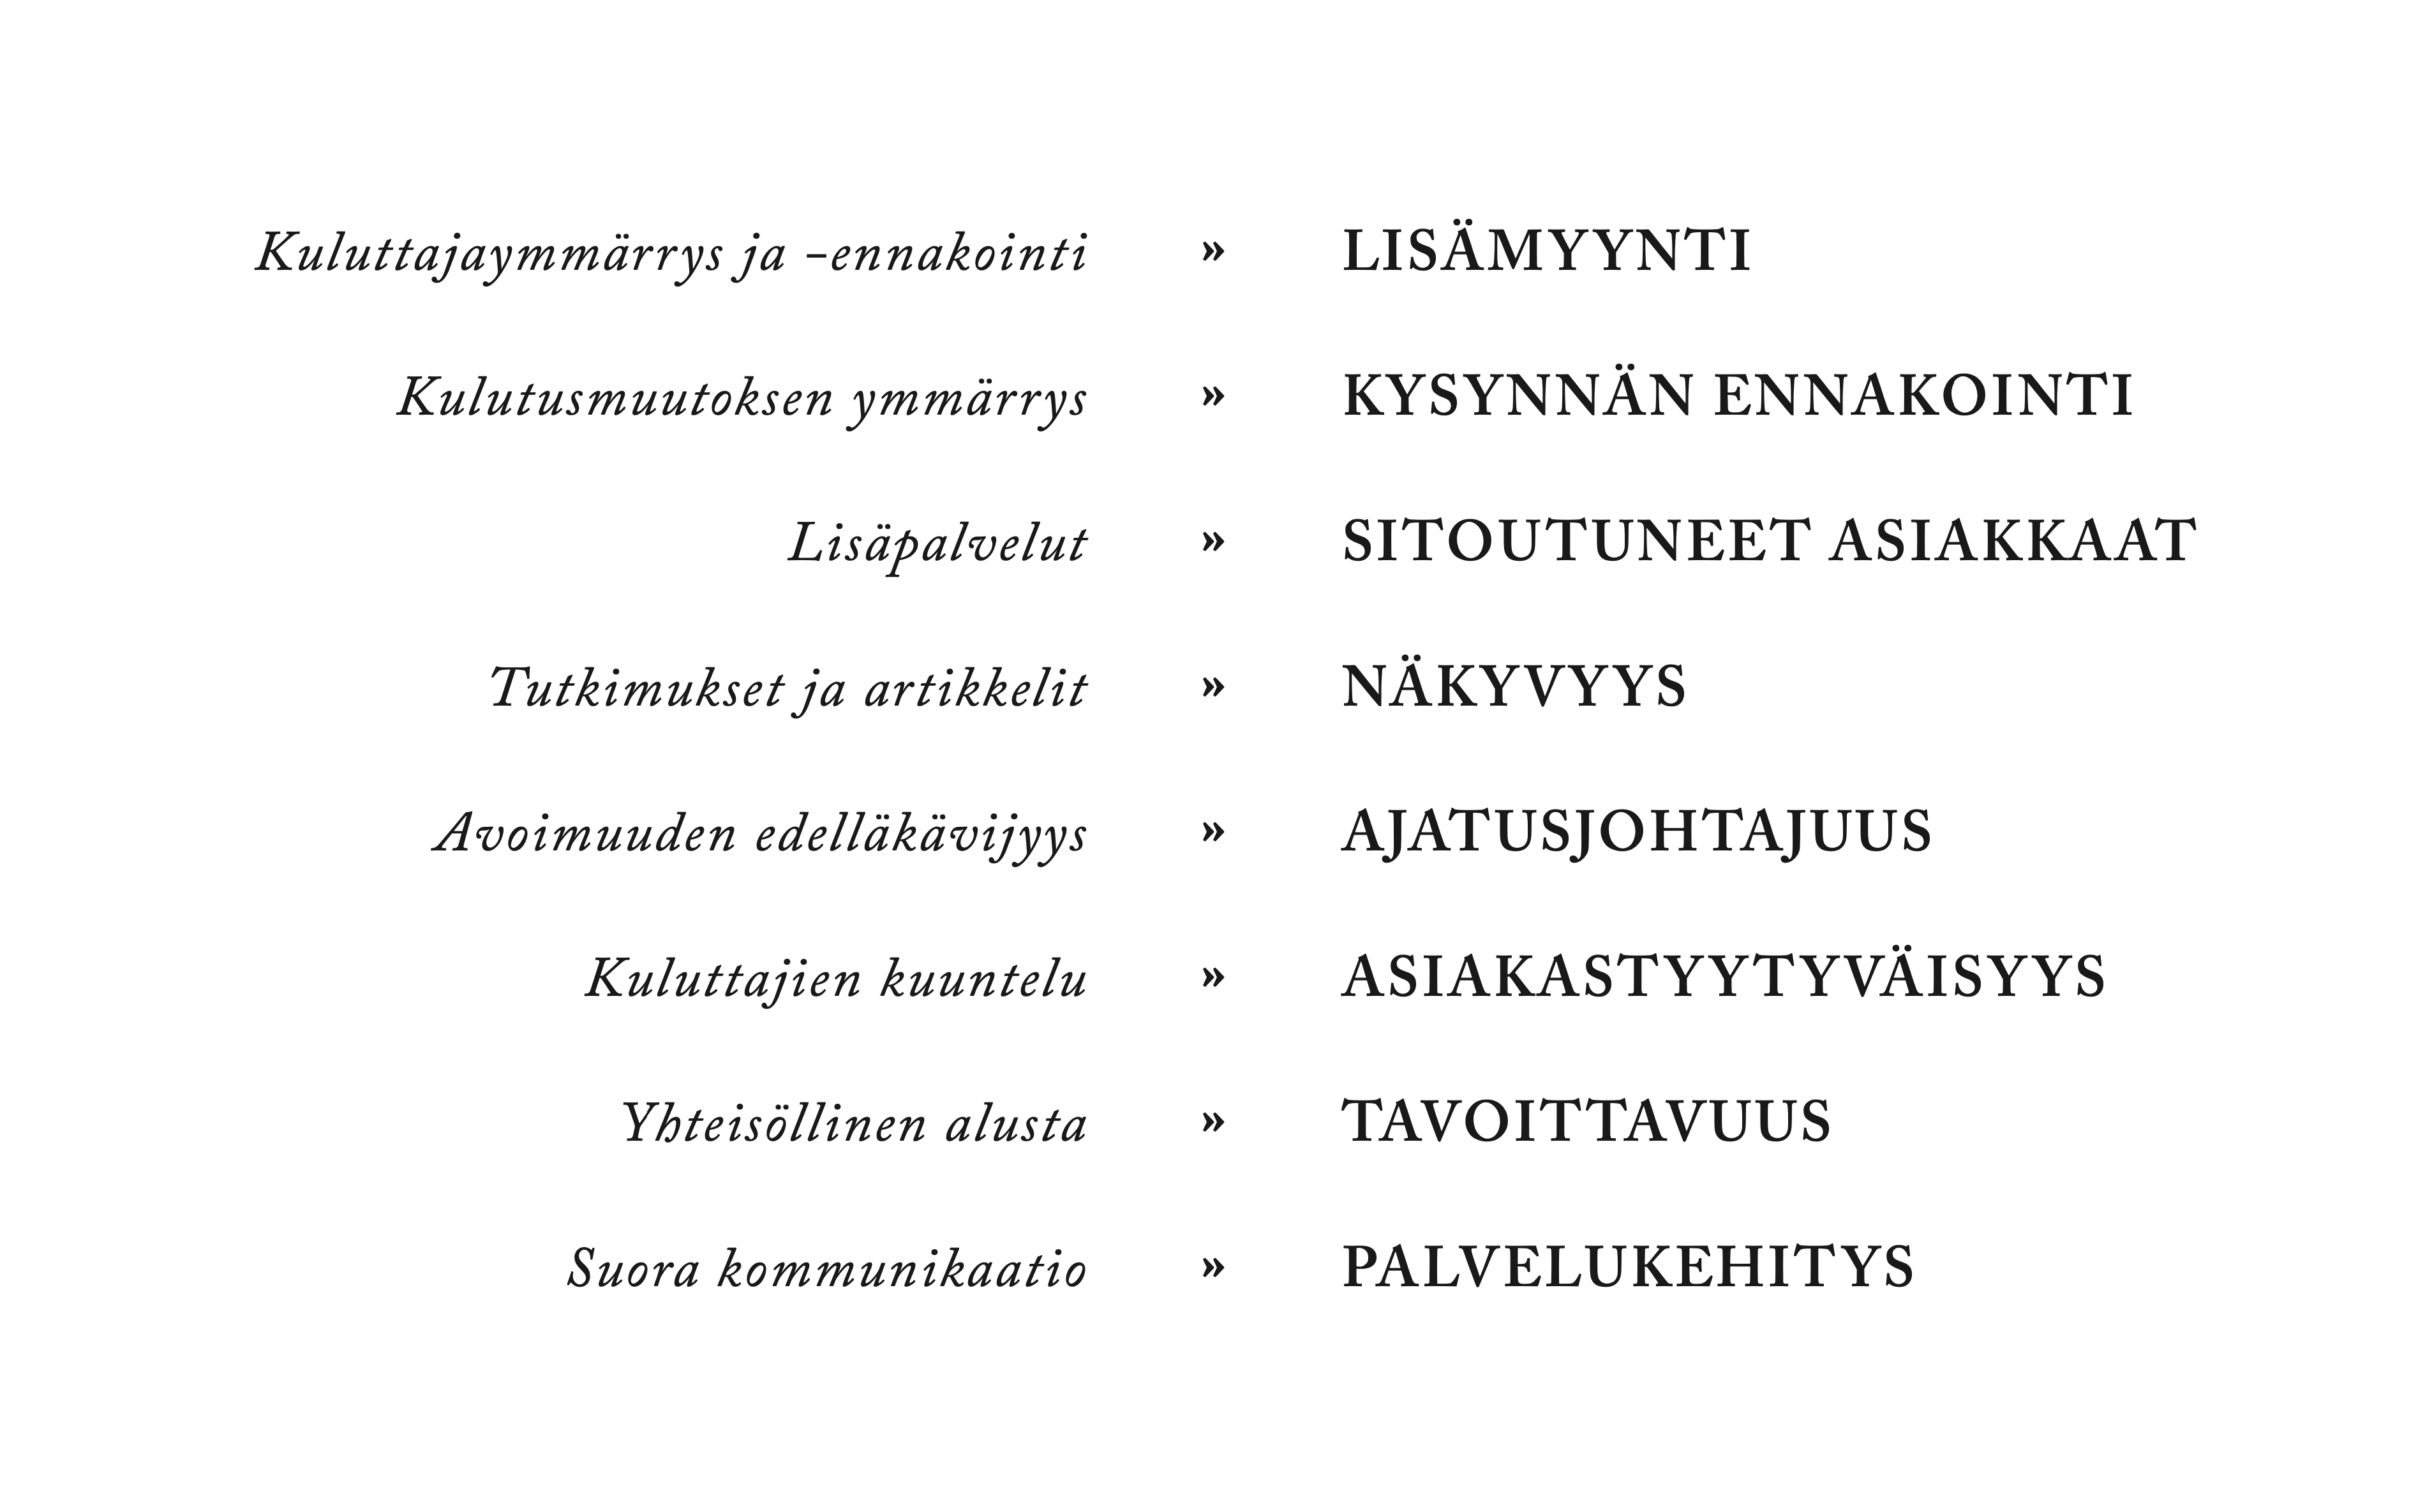 Kuluttajaymmärrys ja –ennakointi » LISÄMYYNTI
Kulutusmuutoksen ymmärrys » KYSYNNÄN ENNAKOINTI
Lisäpalvelut » SITOUTUNEET ASIAKKAAT
Tutkimukset ja artikkelit » NÄKYVYYS
Avoimuuden edelläkävijyys » AJATUSJOHTAJUUS
Kuluttajien kuuntelu » ASIAKASTYYTYVÄISYYS
Yhteisöllinen alusta » TAVOITTAVUUS
Suora kommunikaatio » PALVELUKEHITYS